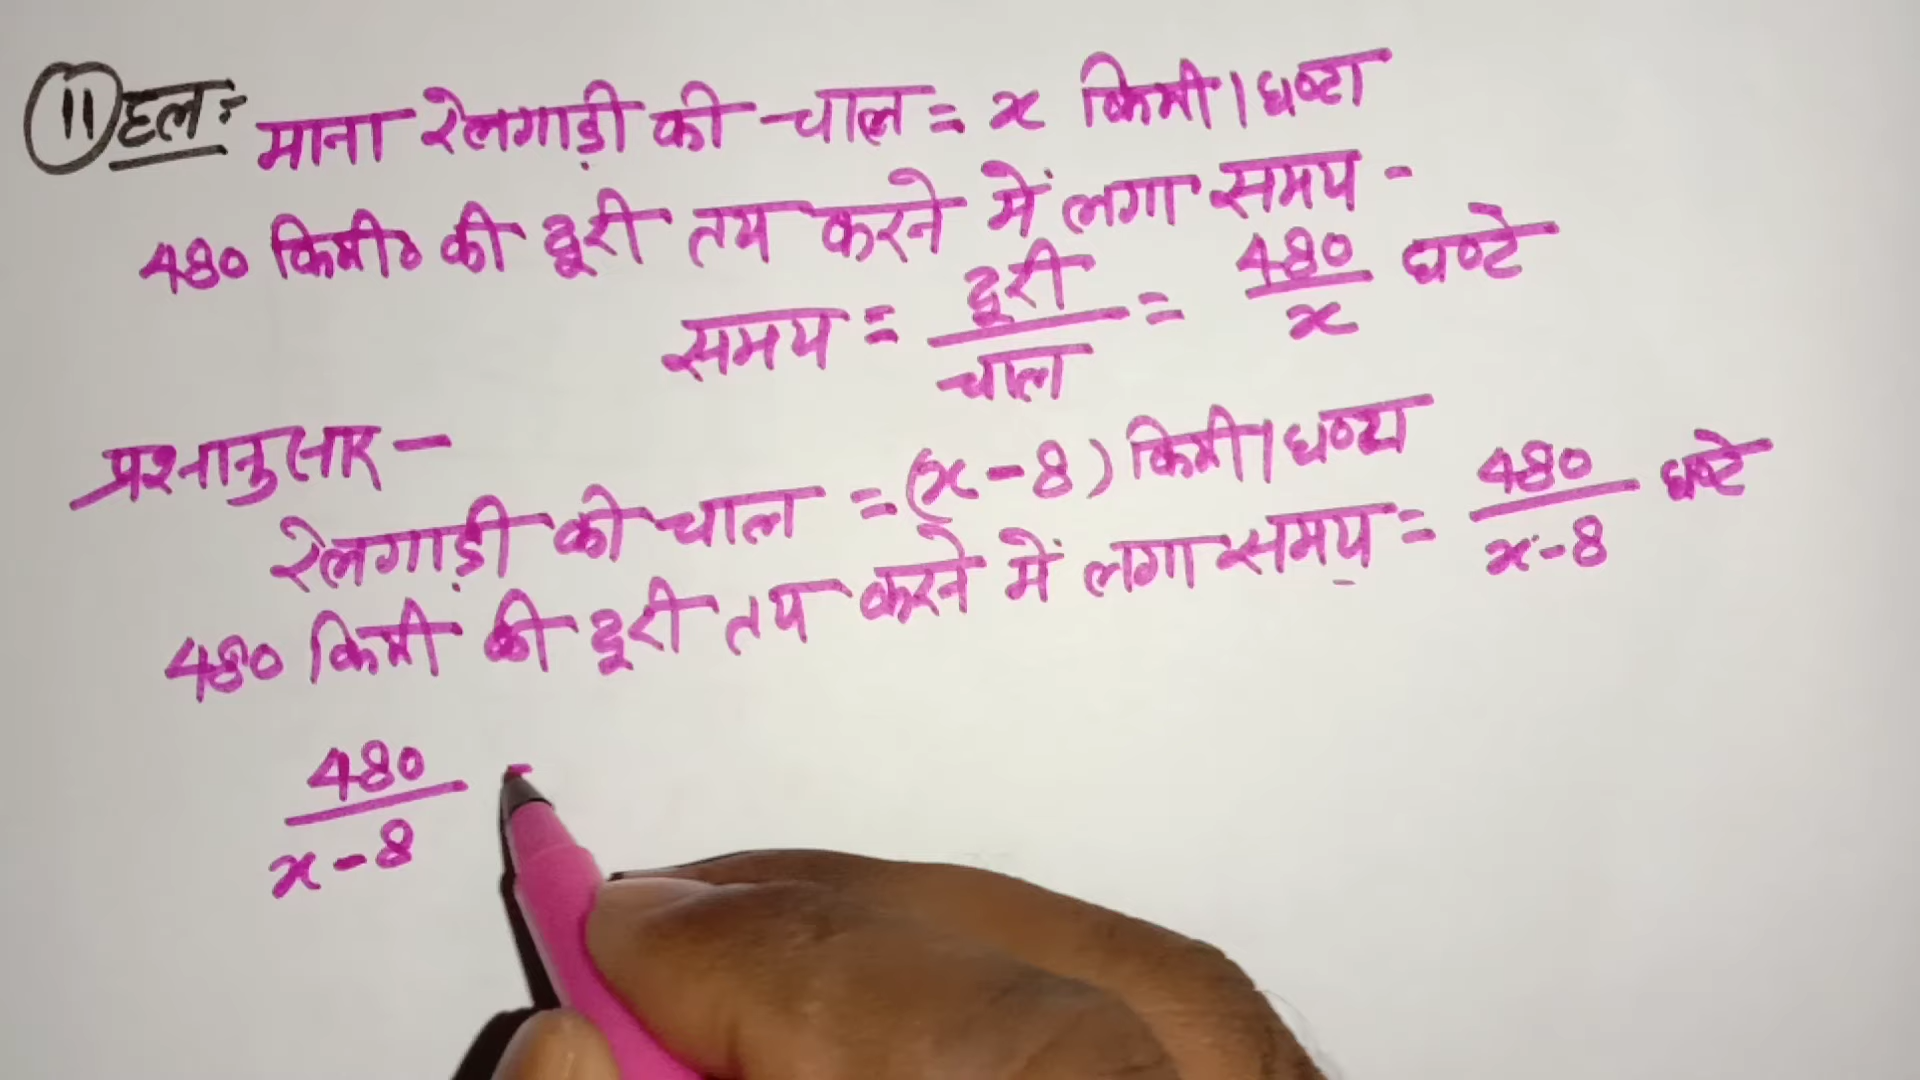 11 हल:-
माना रेलगाड़ी की चाल = x किमी/घण्टा
480 किमी० की दूरी तय करने में लगा समय -
समय = दूरी/चाल = 480/x घण्टे
प्रश्नानुसार -
रेलगाड़ी की चाल = (x-8) किमी/घण्टा
480 किमी की दूरी तय करने में लगा समय = 480/x-8 घण्टे
480/x-8 -